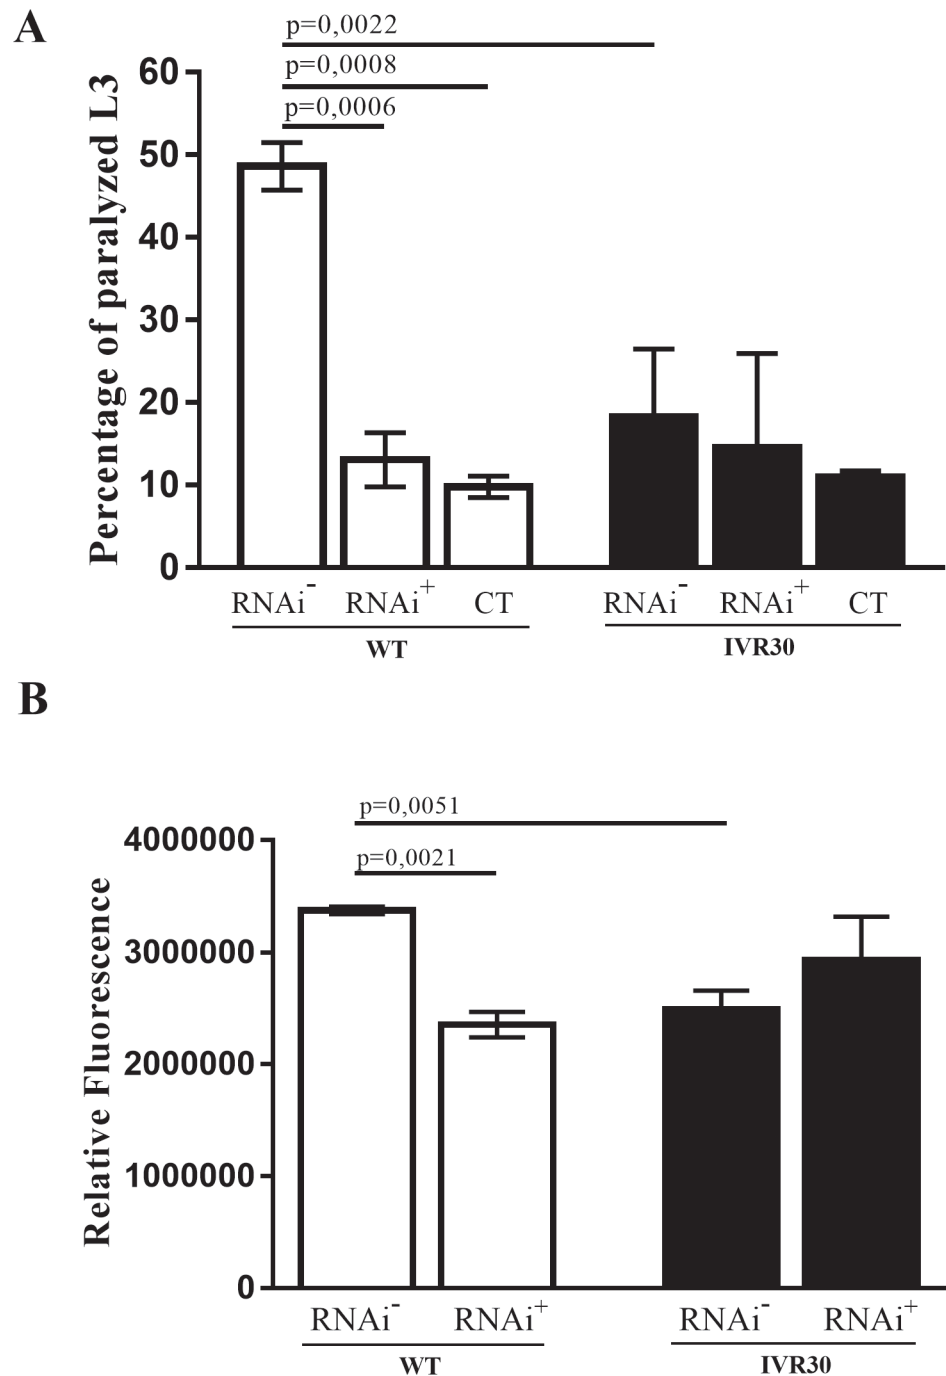 A
p=0,0022
p=0,0008
p=0,0006
Percentage of paralyzed L3
60
50
40
30
20
10
0
RNAi⁻ RNAi⁺ CT RNAi⁻ RNAi⁺ CT
WT IVR30
B
p=0,0051
p=0,0021
Relative Fluorescence
4000000
3000000
2000000
1000000
0
RNAi⁻ RNAi⁺ RNAi⁻ RNAi⁺
WT IVR30